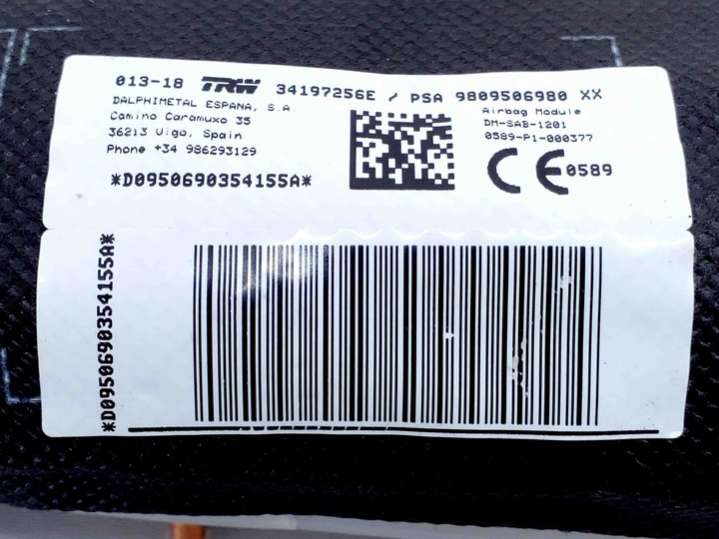 013-18 TRW 34197256E / PSA 9809506980 XX
DALPHIMETAL ESPANA, S.A
Camino Caramuxo 35
36213 Vigo, Spain
Phone +34 986293129
*D0950690354155A*
Airbag Module
DM-SAB-1201
0589-P1-000377
CE 0589
*D0950690354155A*